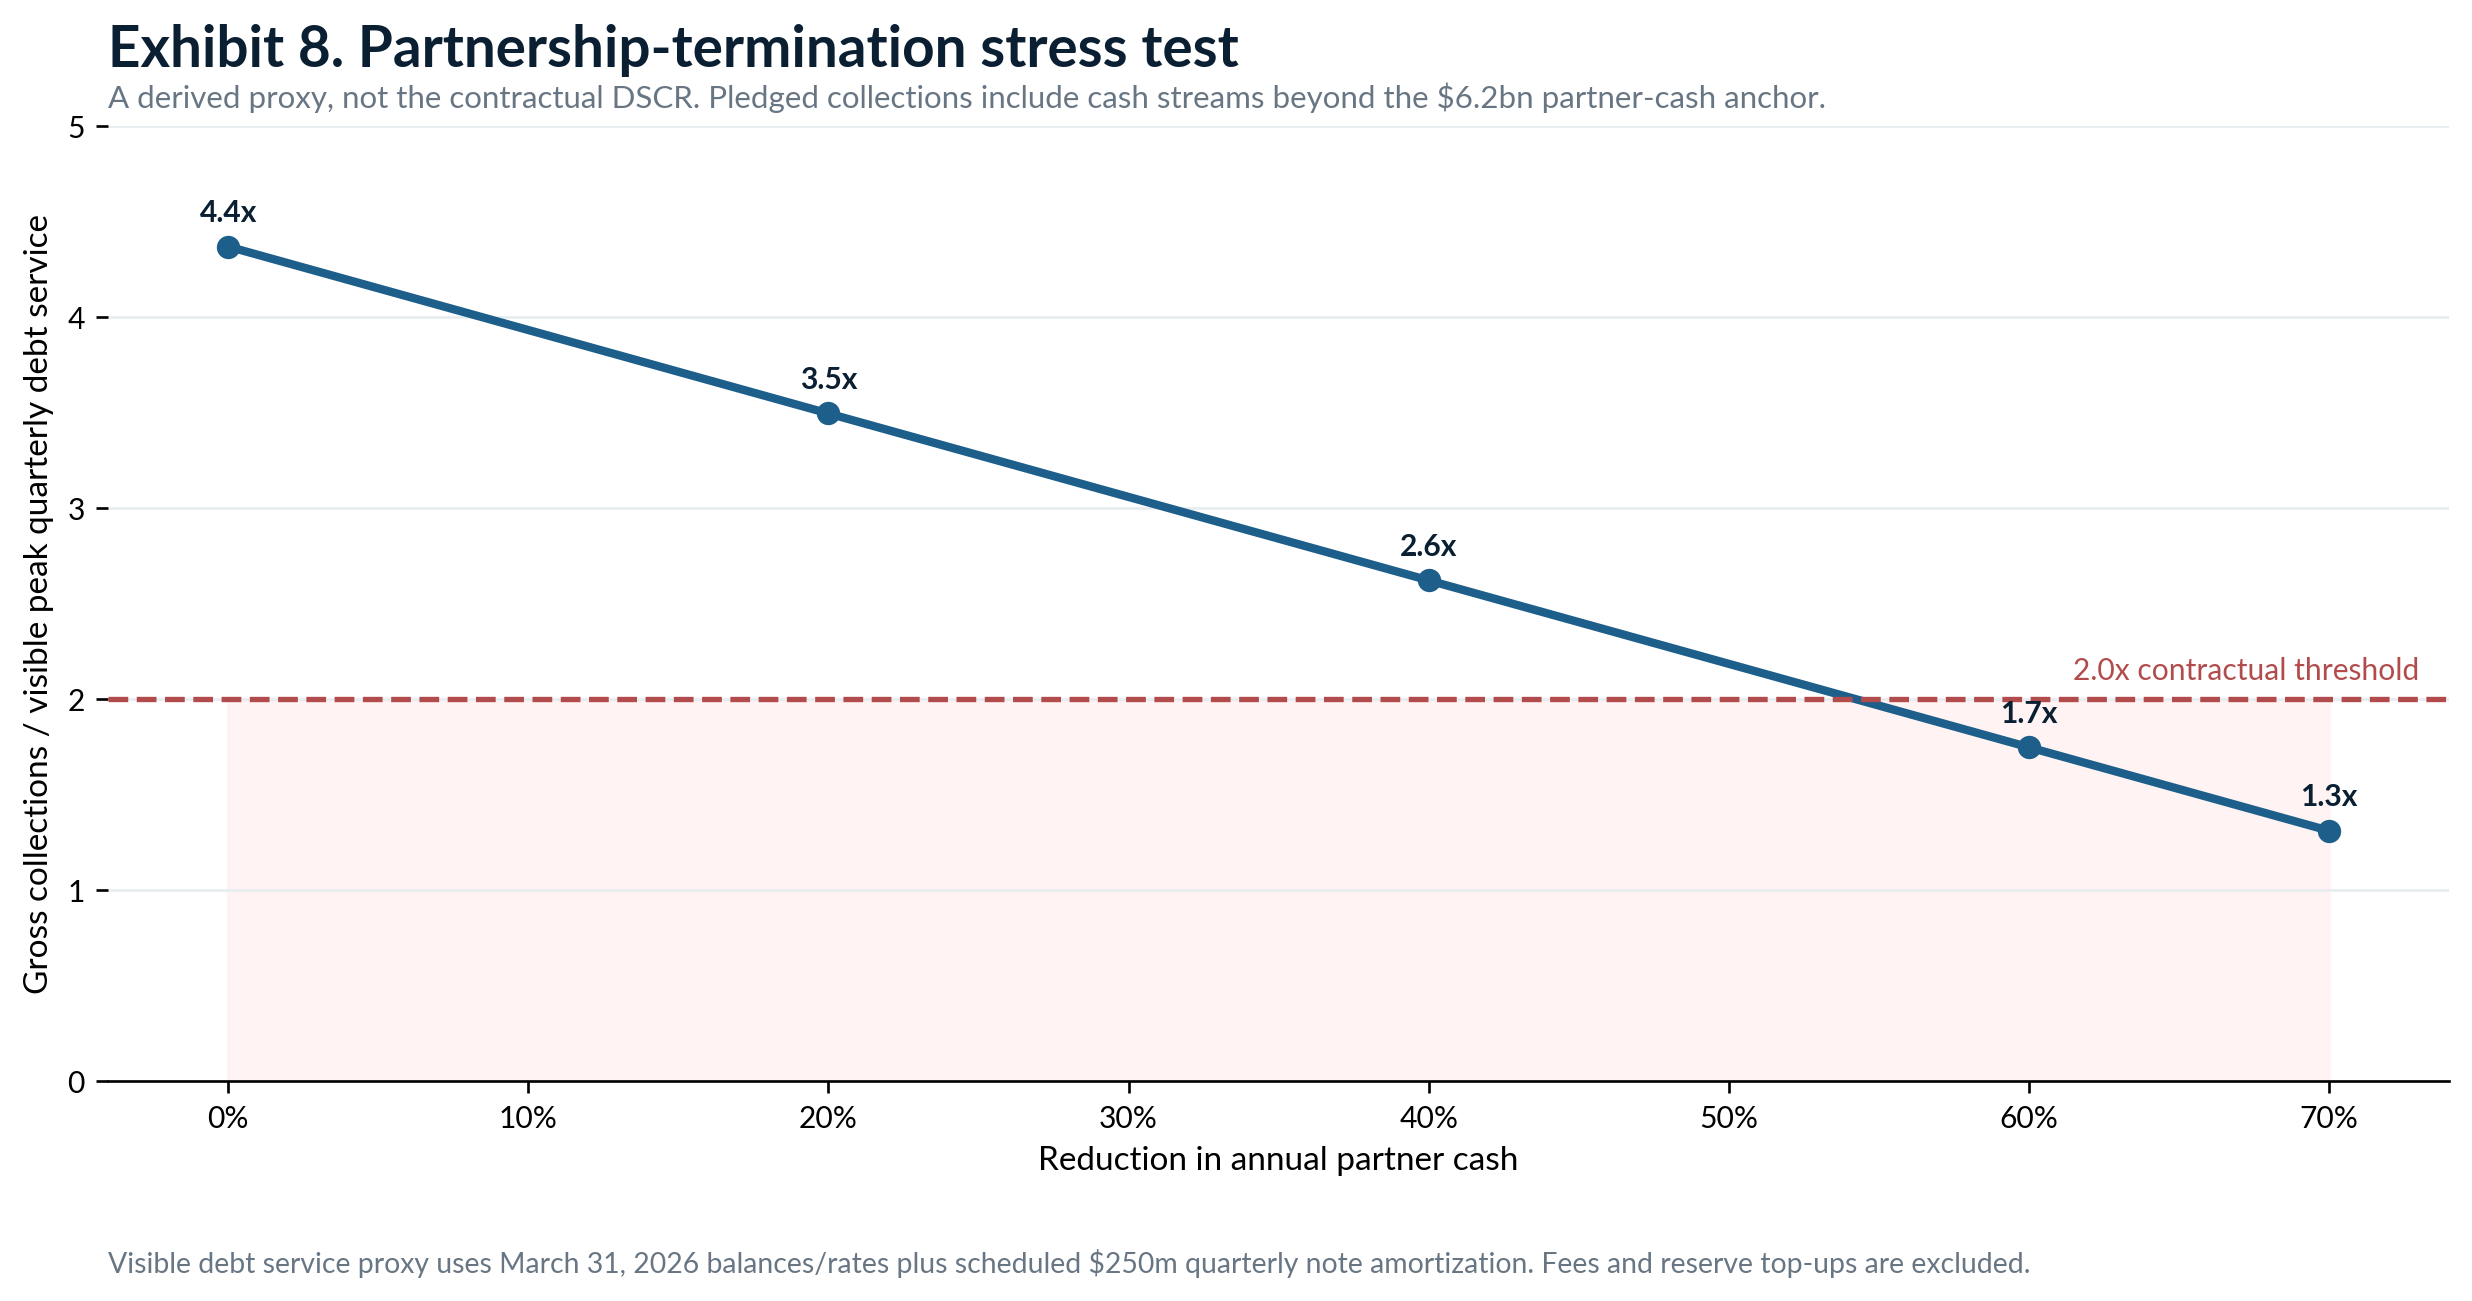 Exhibit 8. Partnership-termination stress test
A derived proxy, not the contractual DSCR. Pledged collections include cash streams beyond the $6.2bn partner-cash anchor.
Gross collections / visible peak quarterly debt service
5
4
3
2
1
0
4.4x
3.5x
2.6x
2.0x contractual threshold
1.7x
1.3x
0%
10%
20%
30%
40%
50%
60%
70%
Reduction in annual partner cash
Visible debt service proxy uses March 31, 2026 balances/rates plus scheduled $250m quarterly note amortization. Fees and reserve top-ups are excluded.